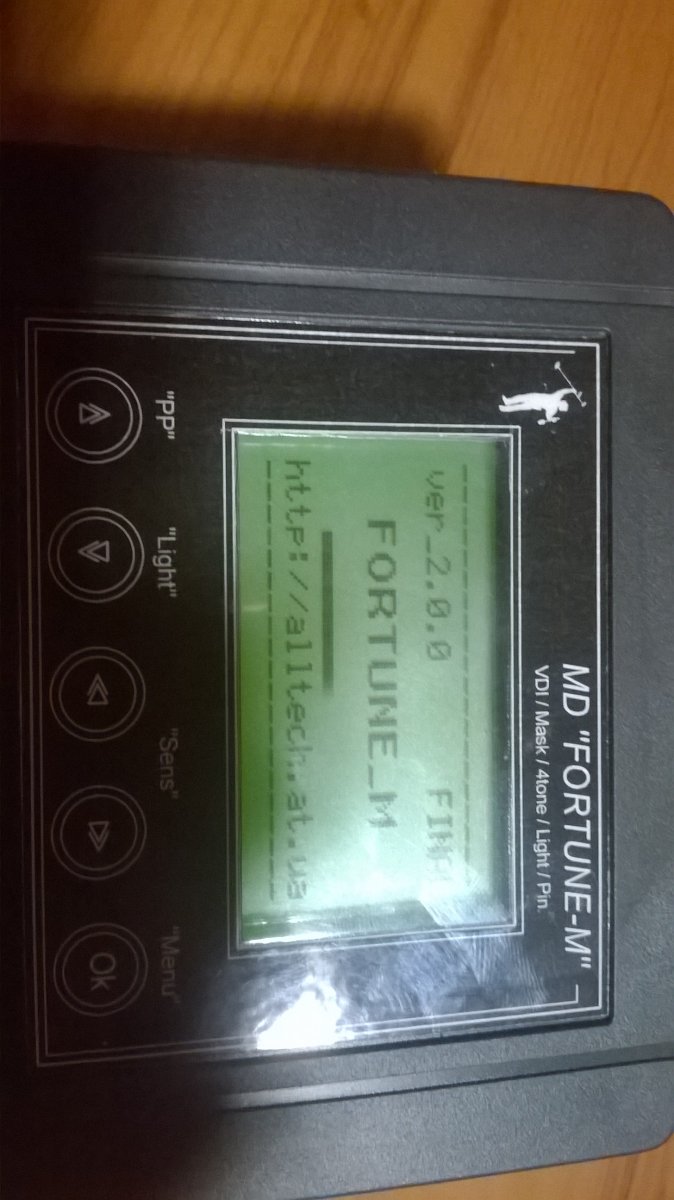 MD "FORTUNE-M"
VDI / Mask / 4tone / Light / Pin
ver_2.0.0 FINAL
FORTUNE_M
http://alltech.at.ua
"PP" "Light" "Sens" "Menu"
Ok